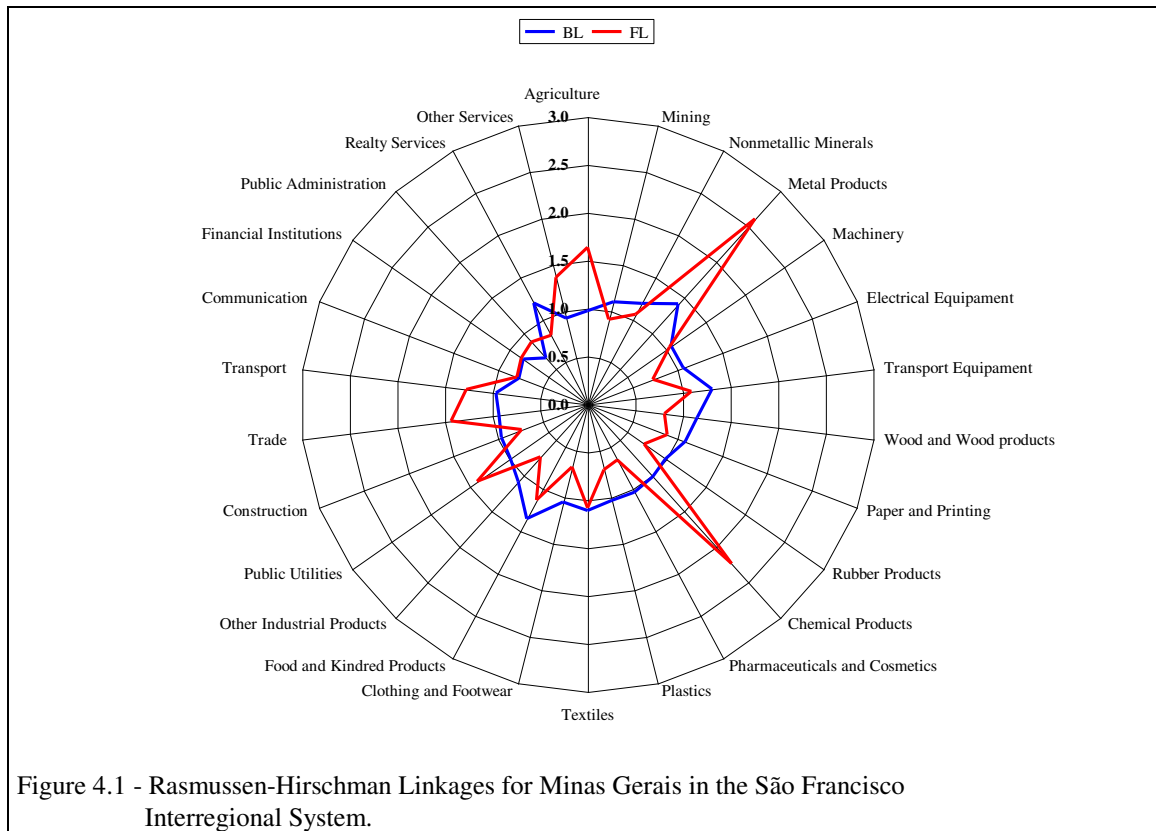 BL FL
Agriculture
Mining
Nonmetallic Minerals
Metal Products
Machinery
Electrical Equipament
Transport Equipament
Wood and Wood products
Paper and Printing
Rubber Products
Chemical Products
Pharmaceuticals and Cosmetics
Plastics
Textiles
Clothing and Footwear
Food and Kindred Products
Other Industrial Products
Public Utilities
Construction
Trade
Transport
Communication
Financial Institutions
Public Administration
Realty Services
Other Services
3.0
2.5
2.0
1.5
1.0
0.5
0.0
Figure 4.1 - Rasmussen-Hirschman Linkages for Minas Gerais in the São Francisco
Interregional System.